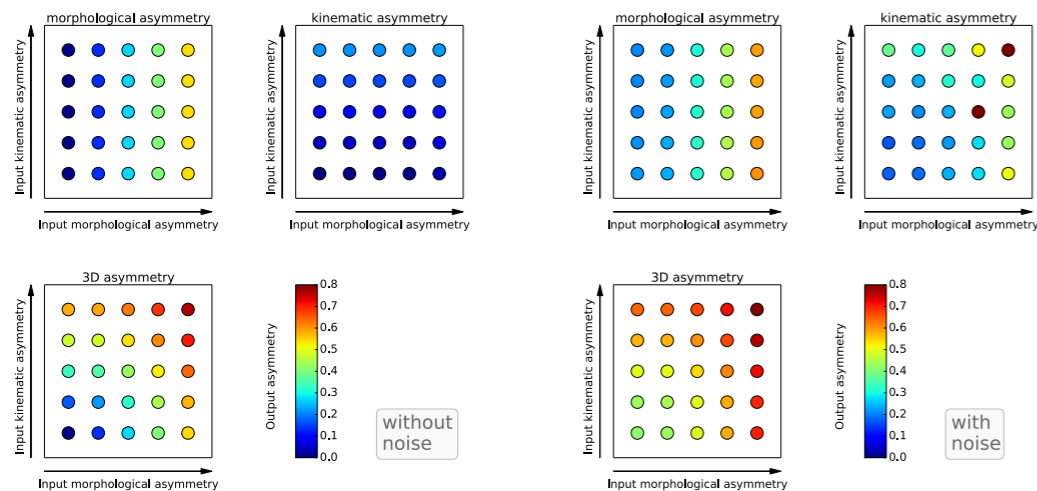 morphological asymmetry
Input kinematic asymmetry
Input morphological asymmetry
kinematic asymmetry
Input kinematic asymmetry
Input morphological asymmetry
morphological asymmetry
Input kinematic asymmetry
Input morphological asymmetry
kinematic asymmetry
Input kinematic asymmetry
Input morphological asymmetry
3D asymmetry
Input kinematic asymmetry
Input morphological asymmetry
Output asymmetry
0.8
0.7
0.6
0.5
0.4
0.3
0.2
0.1
0.0
without
noise
3D asymmetry
Input kinematic asymmetry
Input morphological asymmetry
Output asymmetry
0.8
0.7
0.6
0.5
0.4
0.3
0.2
0.1
0.0
with
noise